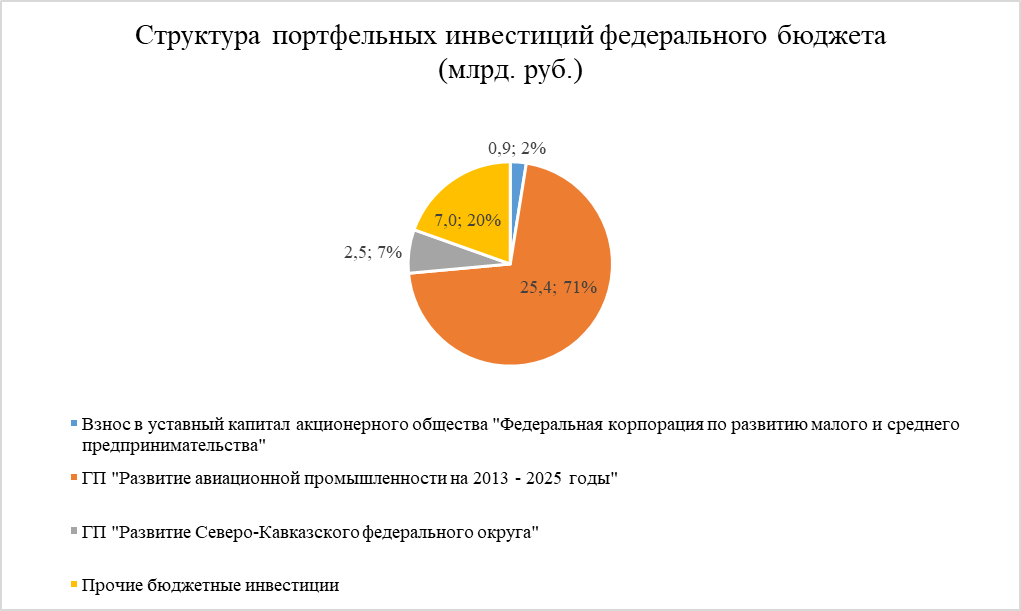 Структура портфельных инвестиций федерального бюджета
(млрд. руб.)
0,9; 2%
7,0; 20%
2,5; 7%
25,4; 71%
Взнос в уставный капитал акционерного общества "Федеральная корпорация по развитию малого и среднего
предпринимательства"
ГП "Развитие авиационной промышленности на 2013 - 2025 годы"
ГП "Развитие Северо-Кавказского федерального округа"
Прочие бюджетные инвестиции